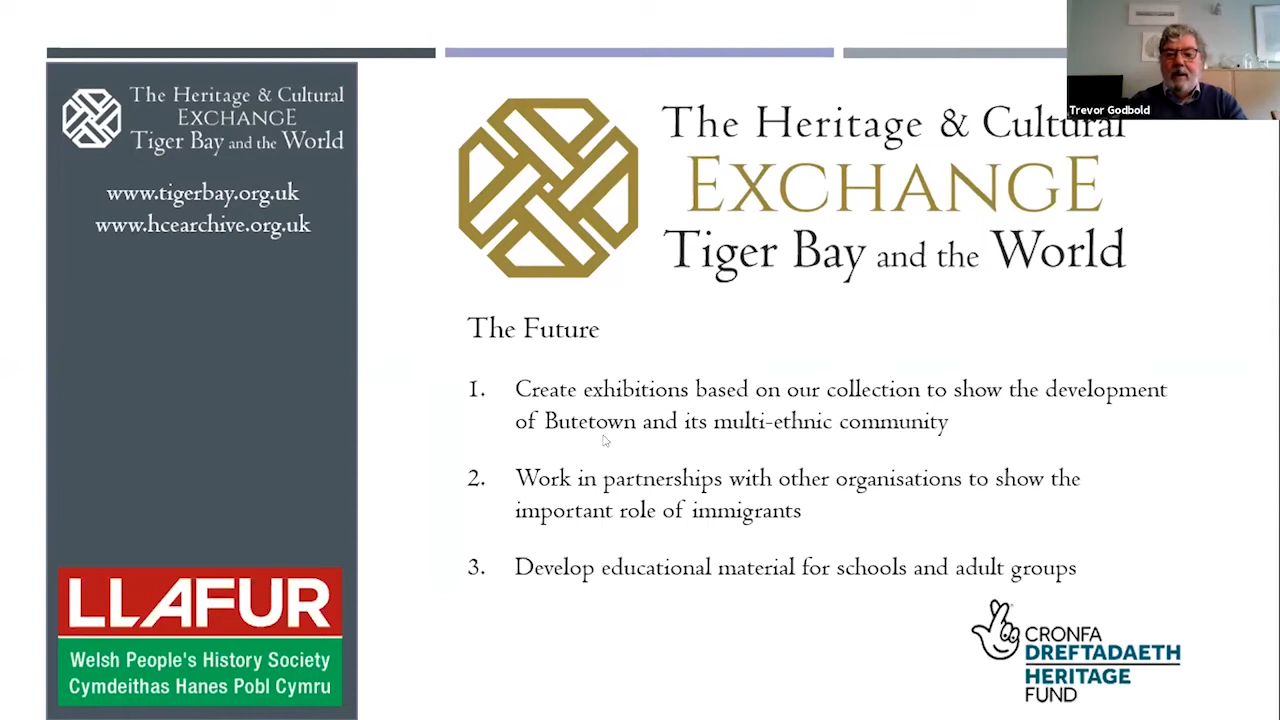 The Heritage & Cultural
EXCHANGE
Tiger Bay and the World
www.tigerbay.org.uk
www.hcearchive.org.uk
LLAFUR
Welsh People's History Society
Cymdeithas Hanes Pobl Cymru
Trevor Godbold
The Heritage & Cultural
EXCHANGE
Tiger Bay and the World
The Future
1. Create exhibitions based on our collection to show the development
of Butetown and its multi-ethnic community
2. Work in partnerships with other organisations to show the
important role of immigrants
3. Develop educational material for schools and adult groups
CRONFA
DREFTADAETH
HERITAGE
FUND